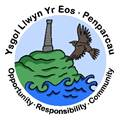 Ysgol Llwyn Yr Eos · Penparcau
Opportunity · Responsibility · Community